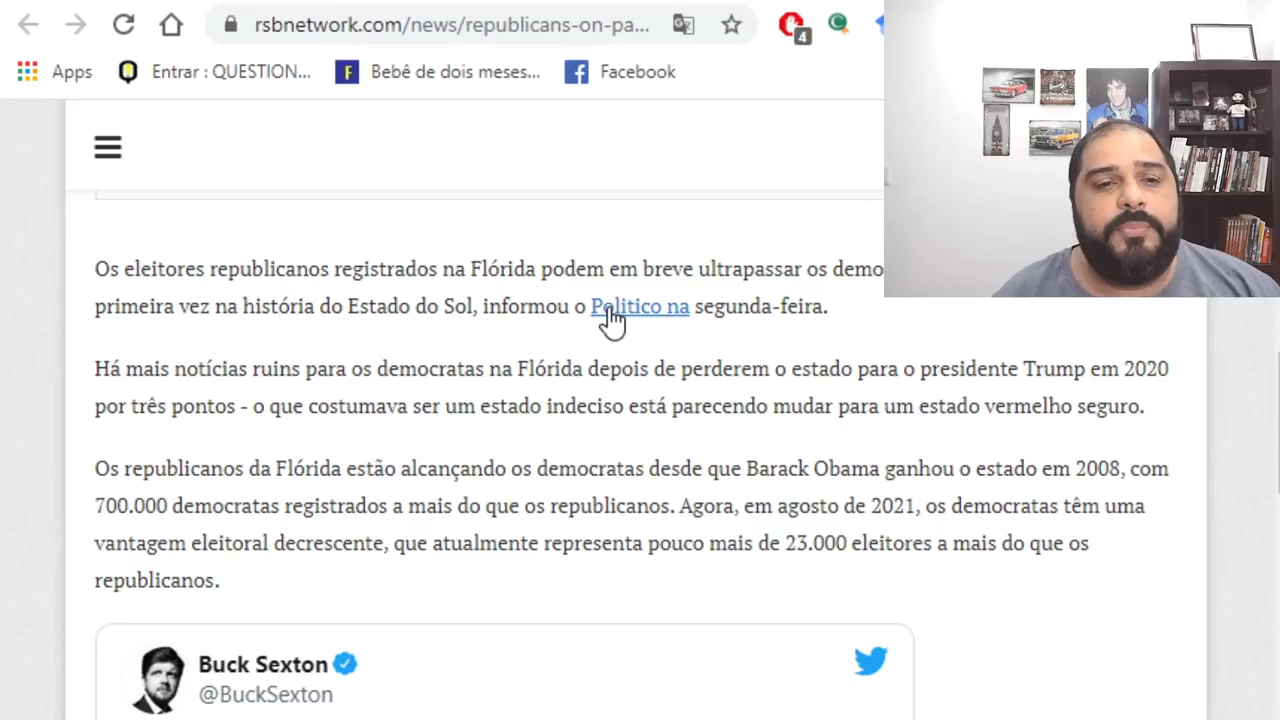 rsbnetwork.com/news/republicans-on-pa...
4
Apps
Entrar : QUESTION...
F
Bebê de dois meses...
Facebook
Os eleitores republicanos registrados na Flórida podem em breve ultrapassar os demo
primeira vez na história do Estado do Sol, informou o Politico na segunda-feira.
Há mais notícias ruins para os democratas na Flórida depois de perderem o estado para o presidente Trump em 2020
por três pontos - o que costumava ser um estado indeciso está parecendo mudar para um estado vermelho seguro.
Os republicanos da Flórida estão alcançando os democratas desde que Barack Obama ganhou o estado em 2008, com
700.000 democratas registrados a mais do que os republicanos. Agora, em agosto de 2021, os democratas têm uma
vantagem eleitoral decrescente, que atualmente representa pouco mais de 23.000 eleitores a mais do que os
republicanos.
Buck Sexton
@BuckSexton